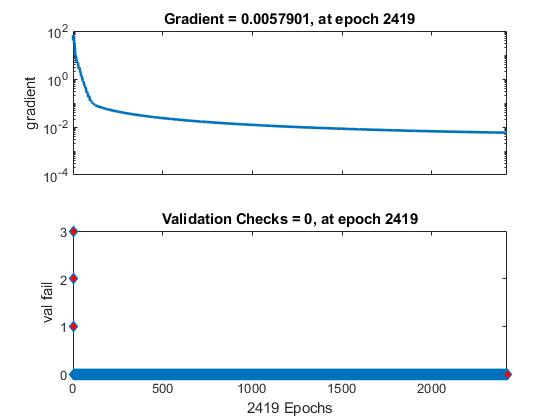 Gradient = 0.0057901, at epoch 2419
10^2
10^0
10^-2
10^-4
gradient
Validation Checks = 0, at epoch 2419
3
2
1
0
val fail
0 500 1000 1500 2000
2419 Epochs